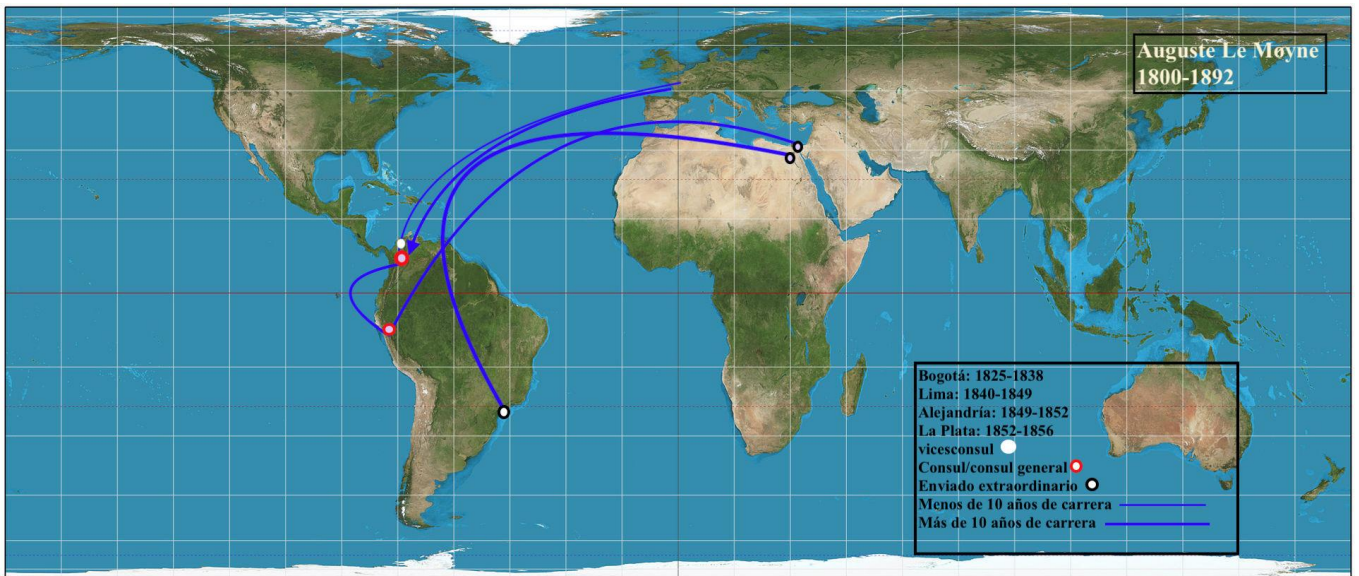 Auguste Le Møyne
1800-1892
Bogotá: 1825-1838
Lima: 1840-1849
Alejandría: 1849-1852
La Plata: 1852-1856
vicesconsul
Consul/consul general
Enviado extraordinario
Menos de 10 años de carrera
Más de 10 años de carrera